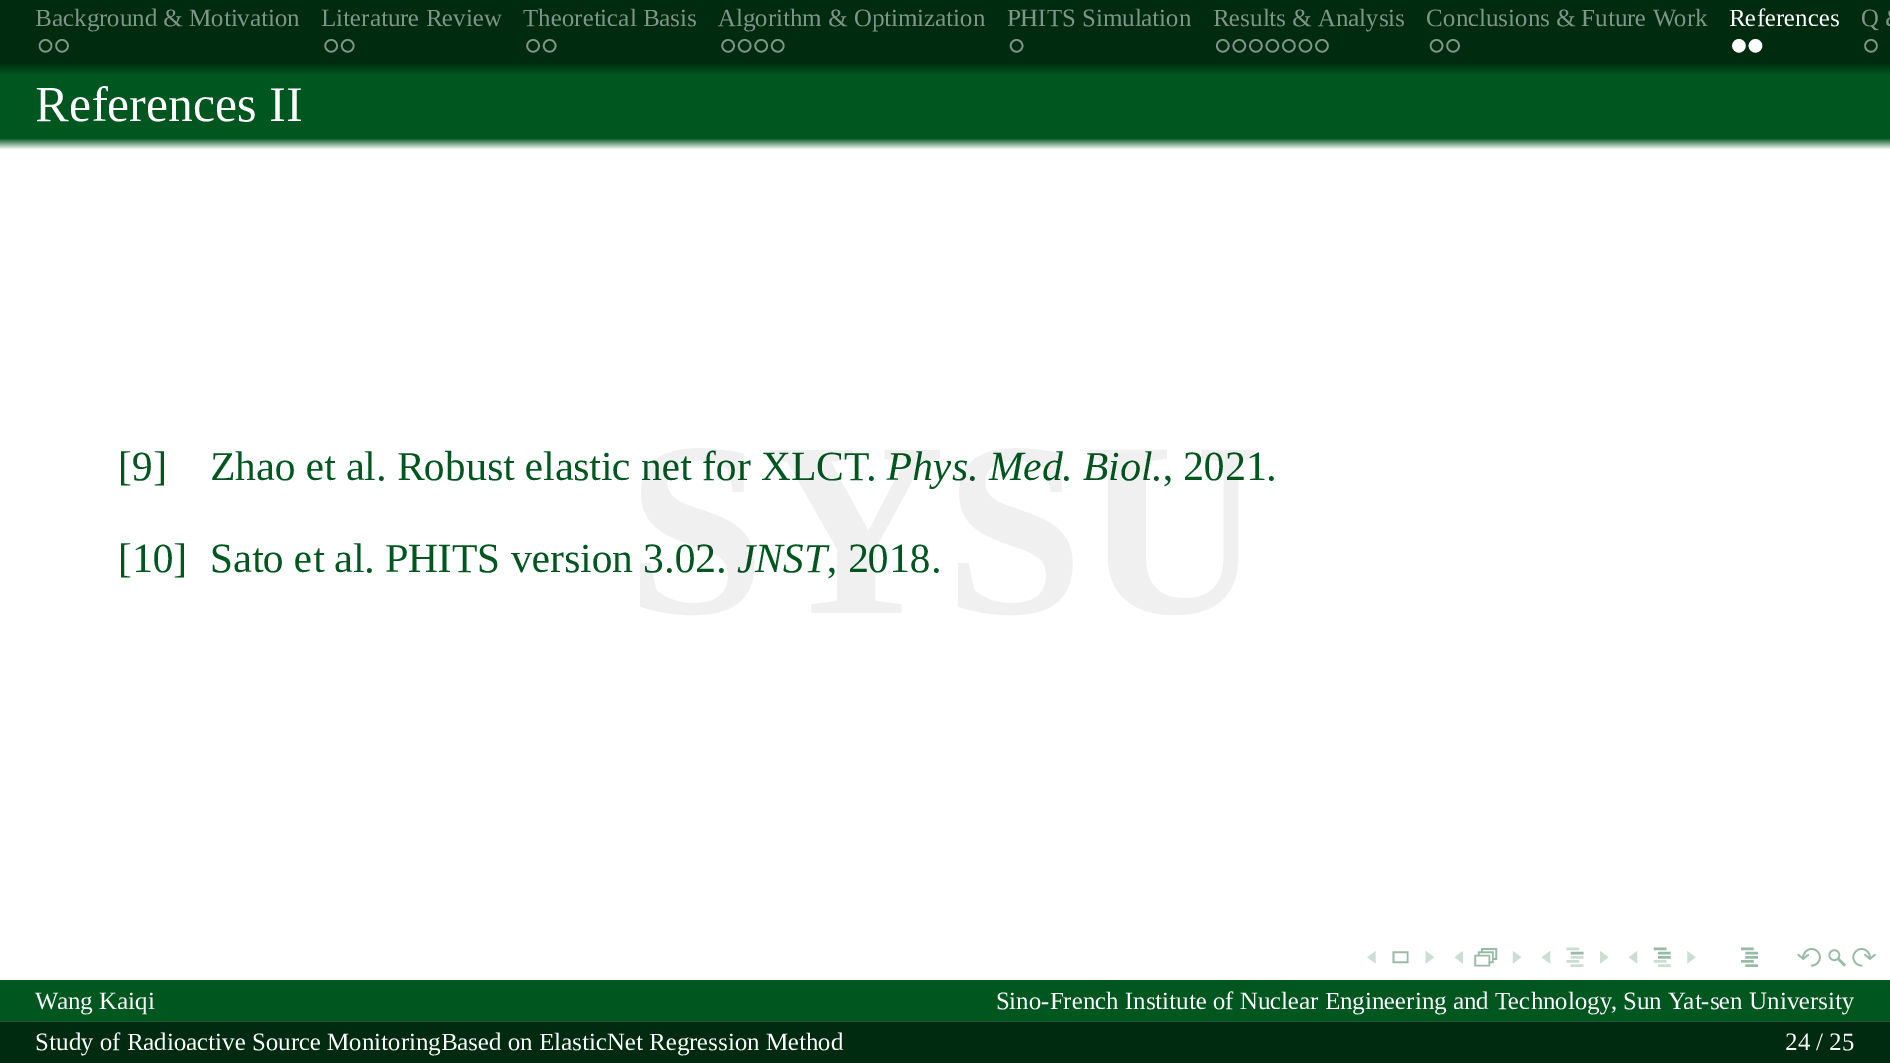 Background & Motivation Literature Review Theoretical Basis Algorithm & Optimization PHITS Simulation Results & Analysis Conclusions & Future Work References Q &
References II
SYSU
[9] Zhao et al. Robust elastic net for XLCT. Phys. Med. Biol., 2021.
[10] Sato et al. PHITS version 3.02. JNST, 2018.
Wang Kaiqi Sino-French Institute of Nuclear Engineering and Technology, Sun Yat-sen University
Study of Radioactive Source MonitoringBased on ElasticNet Regression Method 24 / 25